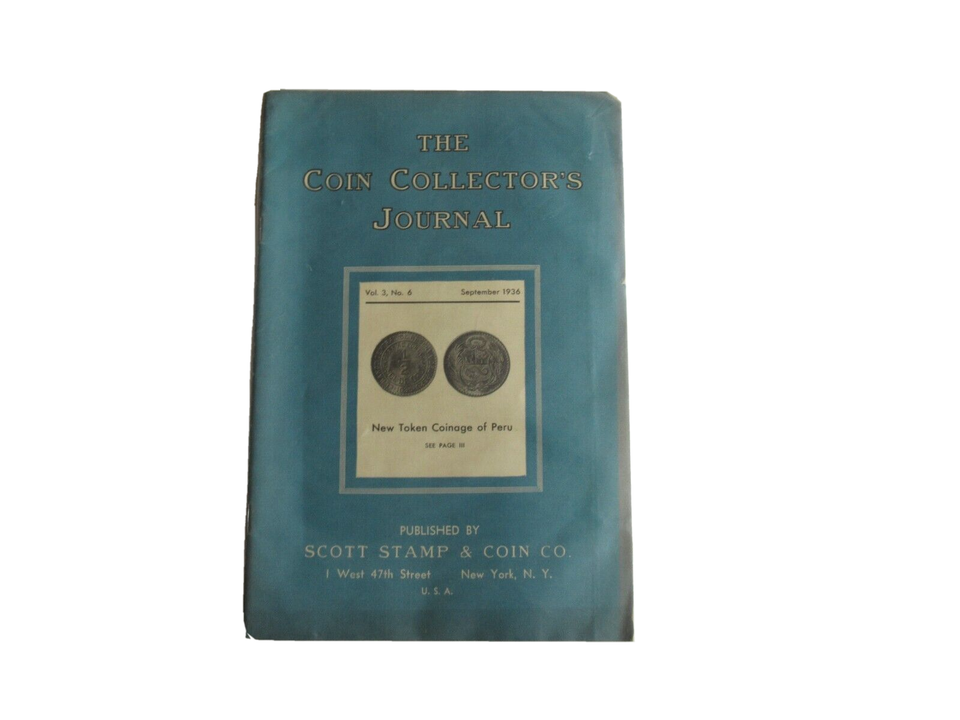 THE
COIN COLLECTOR'S
JOURNAL
Vol. 3, No. 6 September 1936
New Token Coinage of Peru
SEE PAGE III
PUBLISHED BY
SCOTT STAMP & COIN CO.
1 West 47th Street New York, N. Y.
U. S. A.